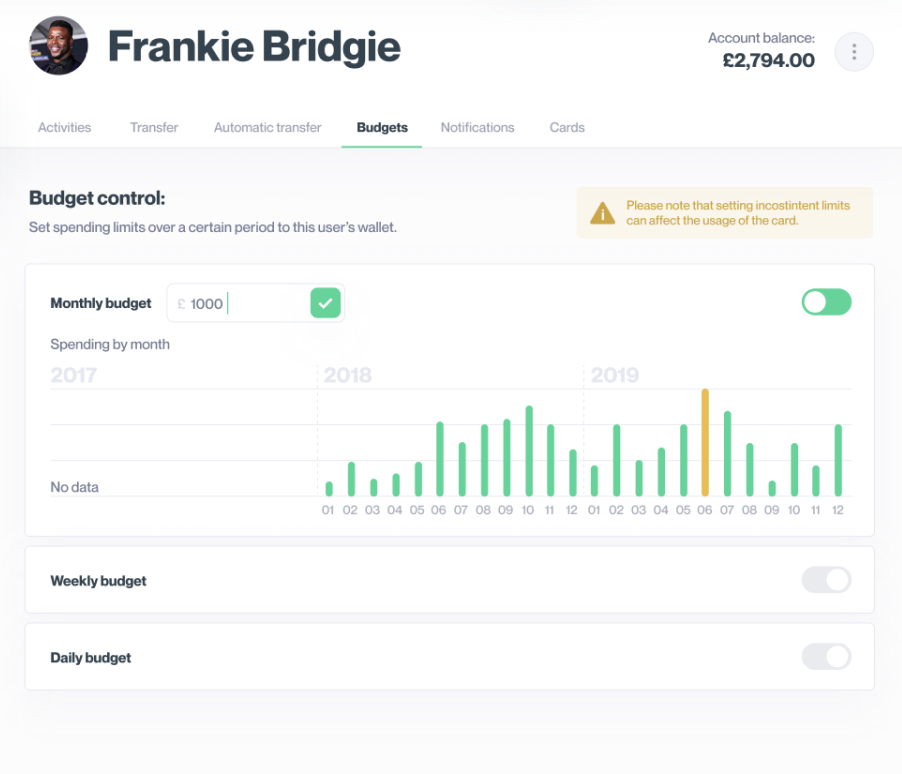 Frankie Bridgie
Account balance:
£2,794.00
Activities Transfer Automatic transfer Budgets Notifications Cards
Budget control:
Set spending limits over a certain period to this user's wallet.
Please note that setting incostintent limits
can affect the usage of the card.
Monthly budget £ 1000
Spending by month
2017 2018 2019
No data
01 02 03 04 05 06 07 08 09 10 11 12 01 02 03 04 05 06 07 08 09 10 11 12
Weekly budget
Daily budget